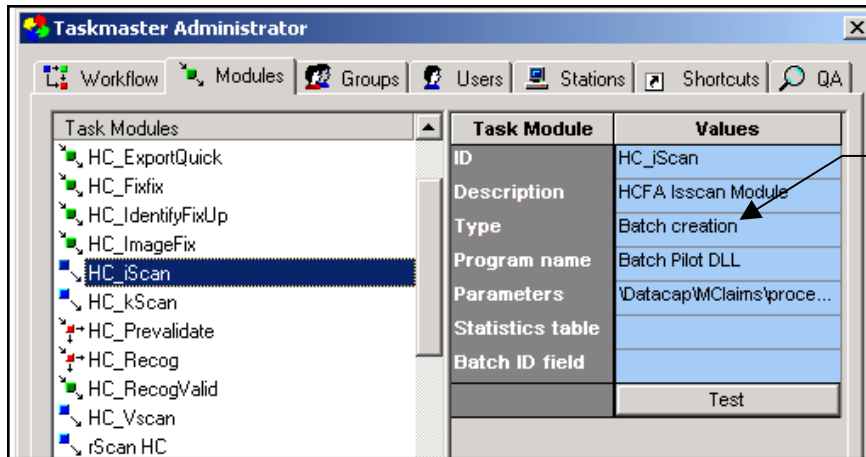 Taskmaster Administrator
Workflow Modules Groups Users Stations Shortcuts QA
Task Modules
HC_ExportQuick
HC_Fixfix
HC_IdentifyFixUp
HC_ImageFix
HC_iScan
HC_kScan
HC_Prevalidate
HC_Recog
HC_RecogValid
HC_Vscan
rScan HC
Task Module Values
ID HC_iScan
Description HCFA Isscan Module
Type Batch creation
Program name Batch Pilot DLL
Parameters \Datacap\MClaims\proce...
Statistics table
Batch ID field
Test